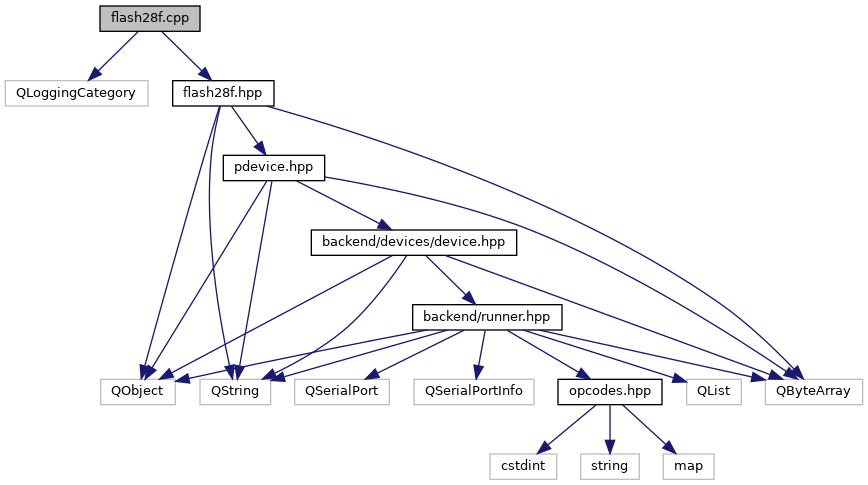 flash28f.cpp
QLoggingCategory
flash28f.hpp
pdevice.hpp
backend/devices/device.hpp
backend/runner.hpp
QObject
QString
QSerialPort
QSerialPortInfo
opcodes.hpp
QList
QByteArray
cstdint
string
map